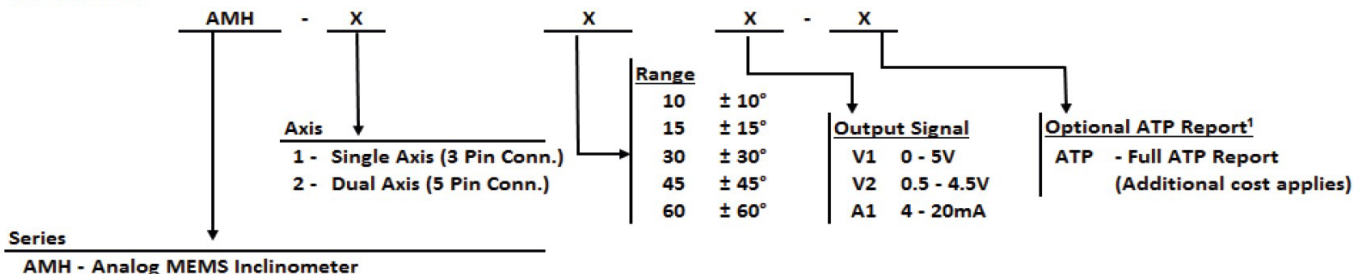 AMH - X X X - X
Range
10 ± 10°
15 ± 15°
30 ± 30°
45 ± 45°
60 ± 60°
Axis
1 - Single Axis (3 Pin Conn.)
2 - Dual Axis (5 Pin Conn.)
Output Signal
V1 0 - 5V
V2 0.5 - 4.5V
A1 4 - 20mA
Optional ATP Report¹
ATP - Full ATP Report
(Additional cost applies)
Series
AMH - Analog MEMS Inclinometer